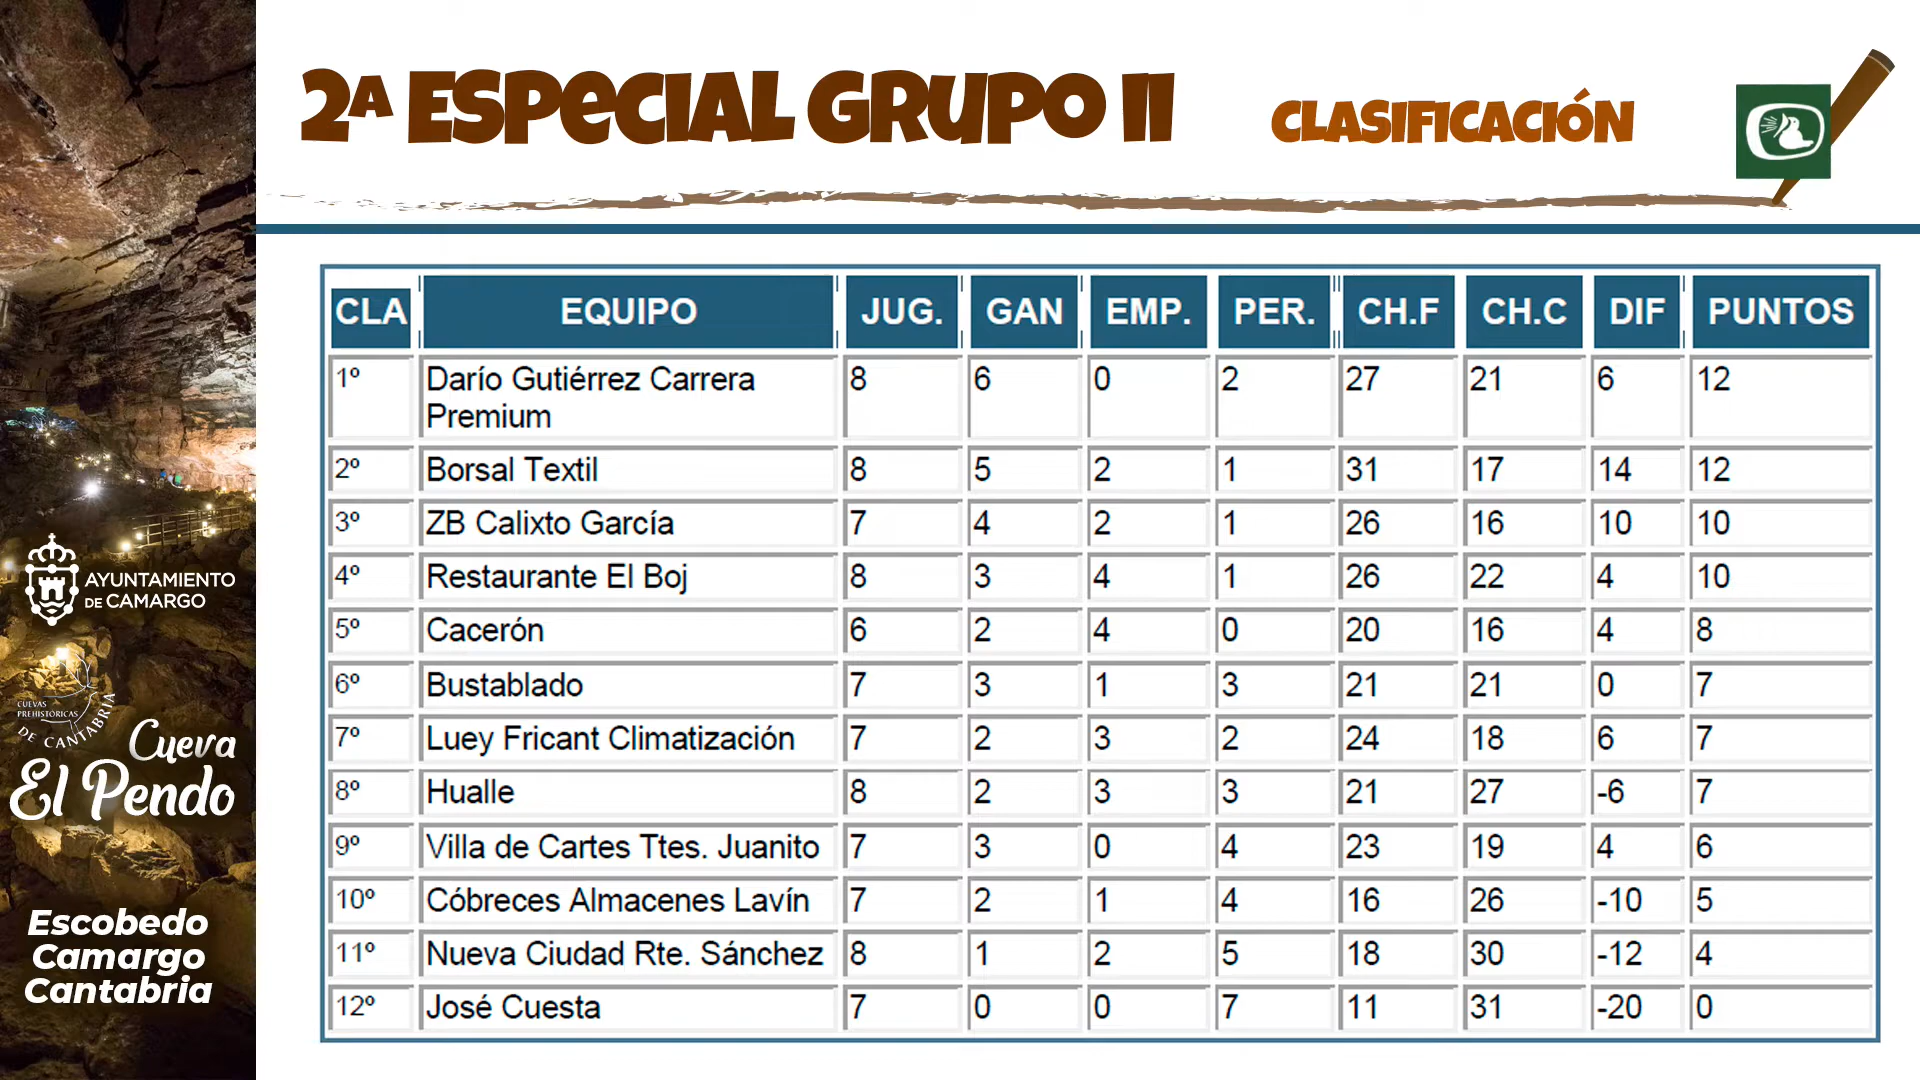 2ª ESPECIAL GRUPO II
CLASIFICACIÓN
CLA EQUIPO JUG. GAN EMP. PER. CH.F CH.C DIF PUNTOS
1º Darío Gutiérrez Carrera Premium 8 6 0 2 27 21 6 12
2º Borsal Textil 8 5 2 1 31 17 14 12
3º ZB Calixto García 7 4 2 1 26 16 10 10
4º Restaurante El Boj 8 3 4 1 26 22 4 10
5º Cacerón 6 2 4 0 20 16 4 8
6º Bustablado 7 3 1 3 21 21 0 7
7º Luey Fricant Climatización 7 2 3 2 24 18 6 7
8º Hualle 8 2 3 3 21 27 -6 7
9º Villa de Cartes Ttes. Juanito 7 3 0 4 23 19 4 6
10º Cóbreces Almacenes Lavín 7 2 1 4 16 26 -10 5
11º Nueva Ciudad Rte. Sánchez 8 1 2 5 18 30 -12 4
12º José Cuesta 7 0 0 7 11 31 -20 0
AYUNTAMIENTO
DE CAMARGO
CUEVAS
PREHISTÓRICAS
DE CANTABRIA
Cueva
El Pendo
Escobedo
Camargo
Cantabria